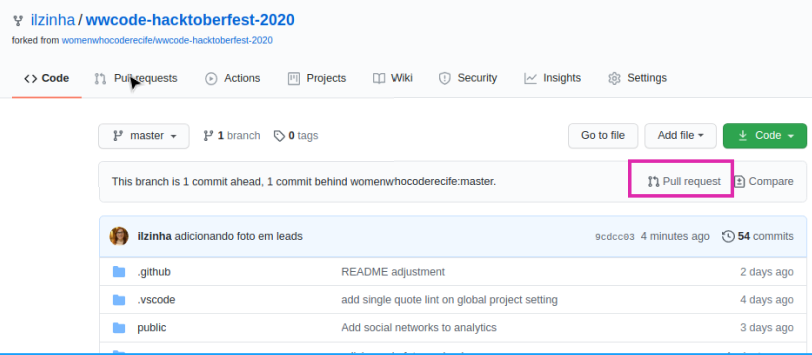 ilzinha / wwcode-hacktoberfest-2020
forked from womenwhocoderecife/wwcode-hacktoberfest-2020
Code Pull requests Actions Projects Wiki Security Insights Settings
master 1 branch 0 tags Go to file Add file Code
This branch is 1 commit ahead, 1 commit behind womenwhocoderecife:master. Pull request Compare
ilzinha adicionando foto em leads 9cdcc03 4 minutes ago 54 commits
.github README adjustment 2 days ago
.vscode add single quote lint on global project setting 4 days ago
public Add social networks to analytics 3 days ago